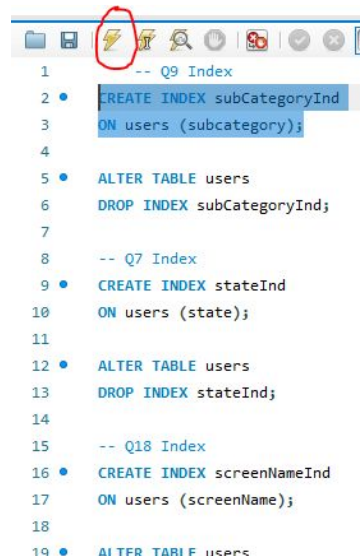 1 -- Q9 Index
2 CREATE INDEX subCategoryInd
3 ON users (subcategory);
4
5 ALTER TABLE users
6 DROP INDEX subCategoryInd;
7
8 -- Q7 Index
9 CREATE INDEX stateInd
10 ON users (state);
11
12 ALTER TABLE users
13 DROP INDEX stateInd;
14
15 -- Q18 Index
16 CREATE INDEX screenNameInd
17 ON users (screenName);
18
19 ALTER TABLE users